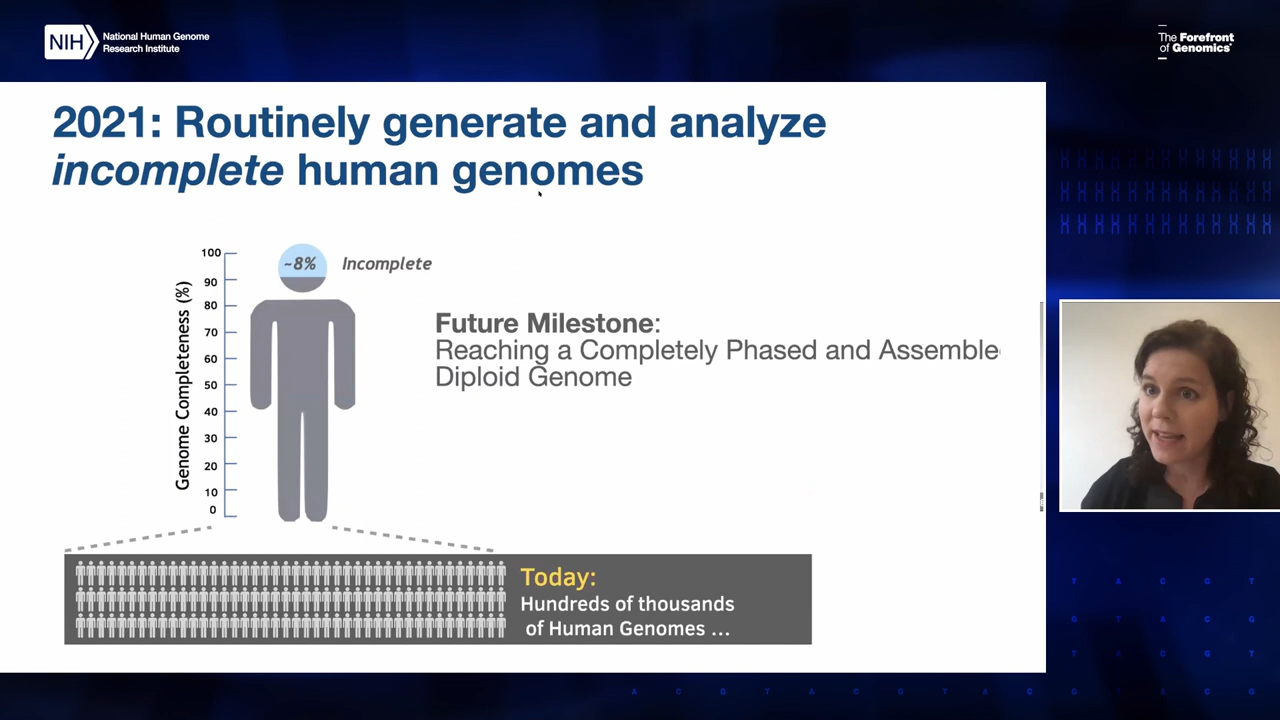 NIH
National Human Genome
Research Institute
The Forefront
of Genomics®
2021: Routinely generate and analyze
incomplete human genomes
Genome Completeness (%)
100
90
80
70
60
50
40
30
20
10
0
~8%
Incomplete
Future Milestone:
Reaching a Completely Phased and Assemble
Diploid Genome
Today:
Hundreds of thousands
of Human Genomes ...
T A C G T
G T A C G
T A C G T
A C G T A C G T A C G T A C G